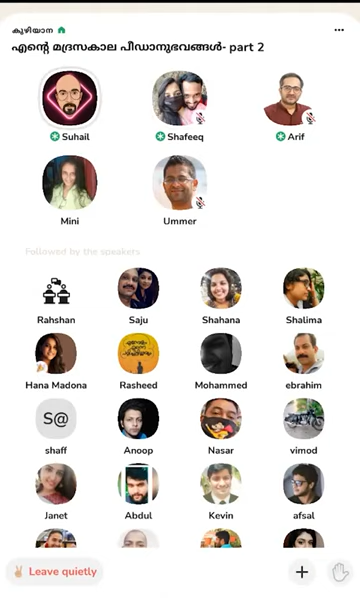 കുഴിയാന
എന്റെ മദ്രസകാല പീഡാനുഭവങ്ങൾ- part 2
Suhail Shafeeq Arif
Mini Ummer
Followed by the speakers
Rahshan Saju Shahana Shalima
Hana Madona Rasheed Mohammed ebrahim
S@
shaff Anoop Nasar vimod
Janet Abdul Kevin afsal
Leave quietly